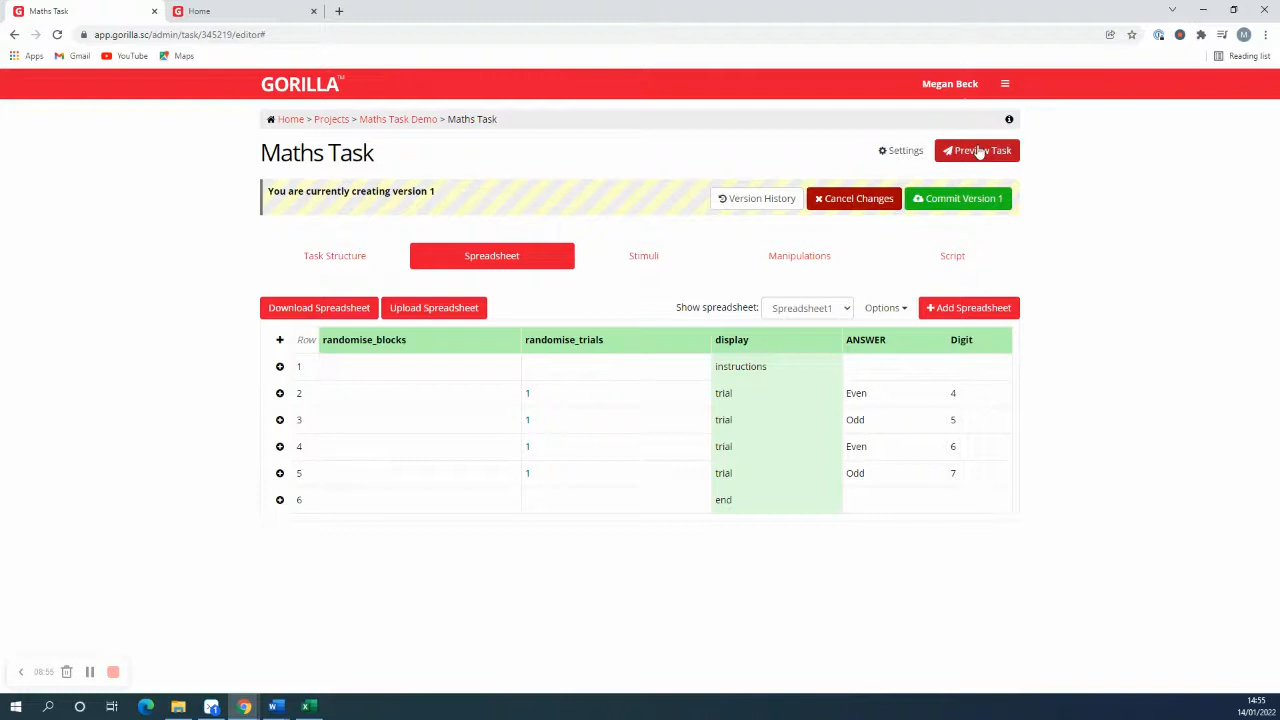 Maths Task
Home
app.gorilla.sc/admin/task/345219/editor#
Apps Gmail YouTube Maps Reading list
GORILLA™ Megan Beck
Home > Projects > Maths Task Demo > Maths Task
Maths Task Settings Preview Task
You are currently creating version 1
Version History Cancel Changes Commit Version 1
Task Structure Spreadsheet Stimuli Manipulations Script
Download Spreadsheet Upload Spreadsheet Show spreadsheet: Spreadsheet1 Options Add Spreadsheet
Row randomise_blocks randomise_trials display ANSWER Digit
1 instructions
2 1 trial Even 4
3 1 trial Odd 5
4 1 trial Even 6
5 1 trial Odd 7
6 end
08:56
14:55
14/01/2022